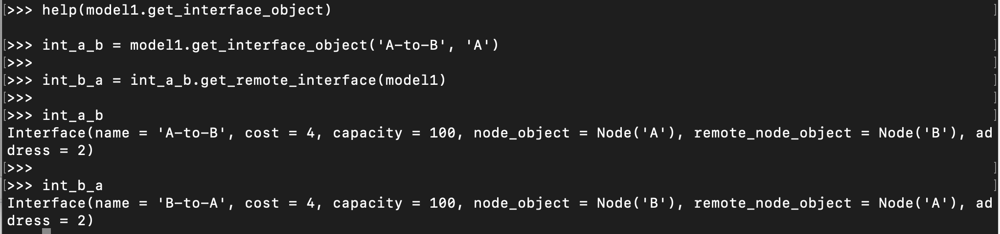 [>>> help(model1.get_interface_object) ]
[>>> int_a_b = model1.get_interface_object('A-to-B', 'A') ]
[>>> ]
[>>> int_b_a = int_a_b.get_remote_interface(model1) ]
[>>> ]
[>>> int_a_b ]
Interface(name = 'A-to-B', cost = 4, capacity = 100, node_object = Node('A'), remote_node_object = Node('B'), ad
dress = 2)
[>>> ]
[>>> int_b_a ]
Interface(name = 'B-to-A', cost = 4, capacity = 100, node_object = Node('B'), remote_node_object = Node('A'), ad
dress = 2)